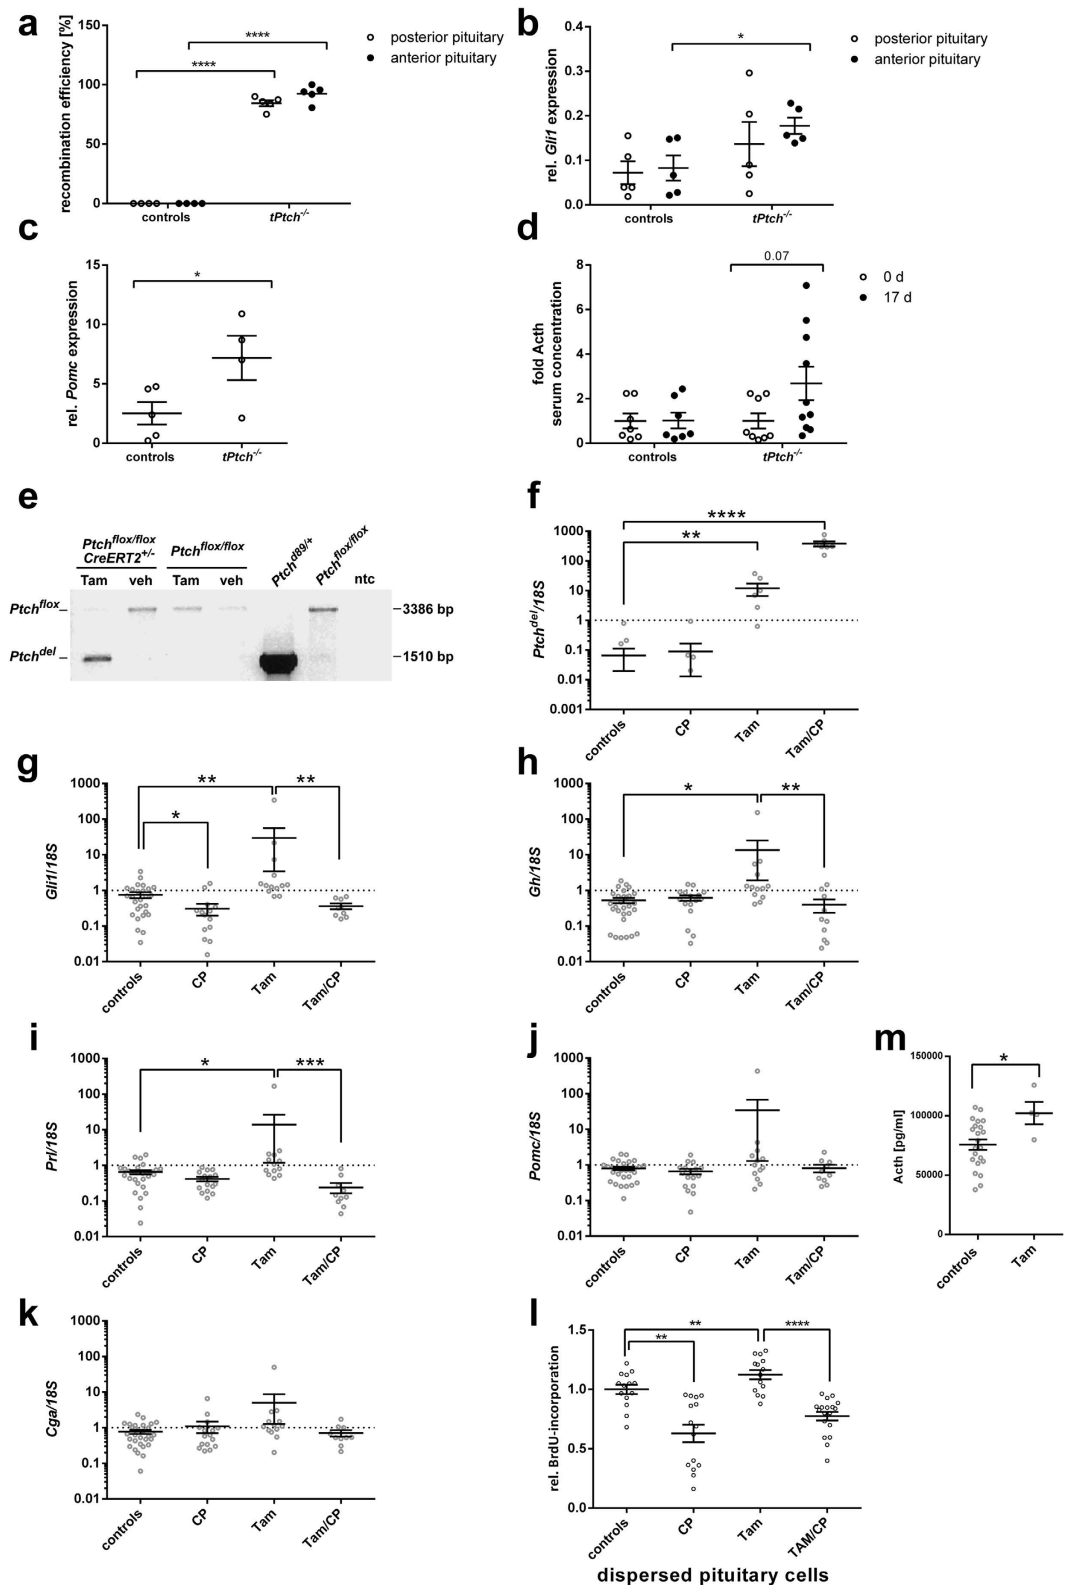 a
recombination efficiency [%]
150
100
50
0
****
****
controls
tPtch-/-
posterior pituitary
anterior pituitary
b
rel. Gli1 expression
0.4
0.3
0.2
0.1
0.0
*
controls
tPtch-/-
posterior pituitary
anterior pituitary
c
rel. Pomc expression
15
10
5
0
*
controls
tPtch-/-
d
fold Acth
serum concentration
8
6
4
2
0
0.07
controls
tPtch-/-
0 d
17 d
e
Ptchflox/flox
CreERT2+/-
Ptchflox/flox
Ptchd89/+
Ptchflox/flox
Tam
veh
Tam
veh
ntc
Ptchflox–
–3386 bp
Ptchdel –
–1510 bp
f
Ptchdel/18S
1000
100
10
1
0.1
0.01
0.001
****
**
controls
CP
Tam
Tam/CP
g
Gli1/18S
1000
100
10
1
0.1
0.01
**
**
*
controls
CP
Tam
Tam/CP
h
Gh/18S
1000
100
10
1
0.1
0.01
*
**
controls
CP
Tam
Tam/CP
i
Prl/18S
1000
100
10
1
0.1
0.01
*
***
controls
CP
Tam
Tam/CP
j
Pomc/18S
1000
100
10
1
0.1
0.01
controls
CP
Tam
Tam/CP
m
Acth [pg/ml]
150000
100000
50000
0
*
controls
Tam
k
Cga/18S
1000
100
10
1
0.1
0.01
controls
CP
Tam
Tam/CP
l
rel. BrdU-incorporation
1.5
1.0
0.5
0.0
**
****
**
controls
CP
Tam
TAM/CP
dispersed pituitary cells